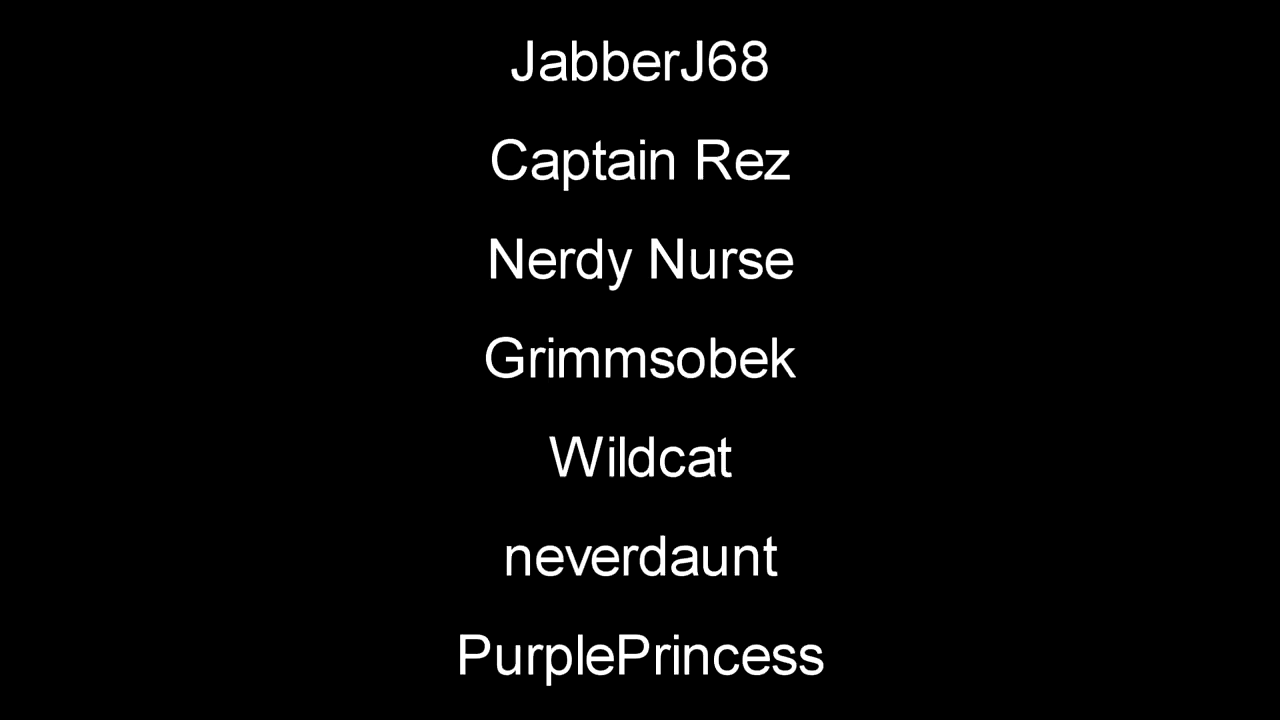 JabberJ68
Captain Rez
Nerdy Nurse
Grimmsobek
Wildcat
neverdaunt
PurplePrincess